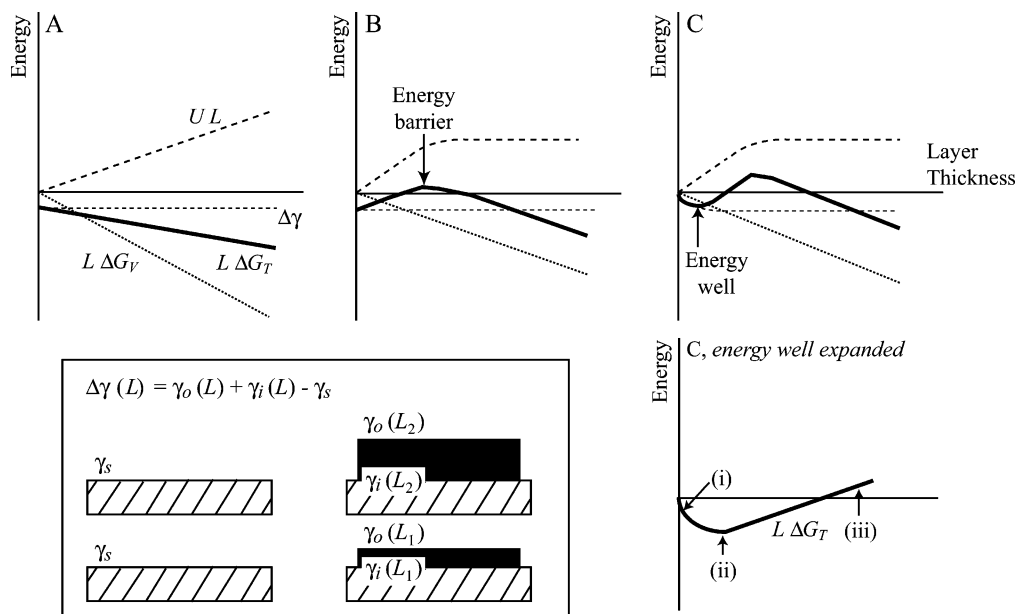 A
Energy
U L
Δγ
L ΔG_V
L ΔG_T
B
Energy
Energy
barrier
C
Energy
Layer
Thickness
Energy
well
Δγ (L) = γ_o (L) + γ_i (L) - γ_s
γ_s
γ_o (L_2)
γ_i (L_2)
γ_s
γ_o (L_1)
γ_i (L_1)
C, energy well expanded
Energy
(i)
L ΔG_T
(iii)
(ii)